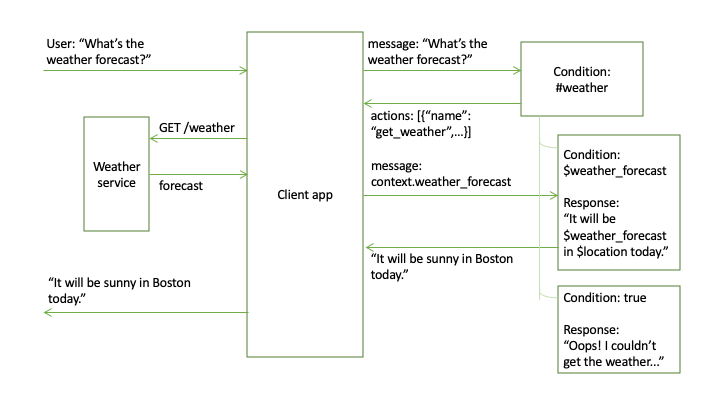 User: “What’s the
weather forecast?”
message: “What’s the
weather forecast?”
Condition:
#weather
actions: [{“name”:
“get_weather”,...}]
GET /weather
Weather
service
forecast
Client app
message:
context.weather_forecast
Condition:
$weather_forecast
Response:
“It will be
$weather_forecast
in $location today.”
“It will be sunny in Boston
today.”
“It will be sunny in Boston
today.”
Condition: true
Response:
“Oops! I couldn’t
get the weather...”